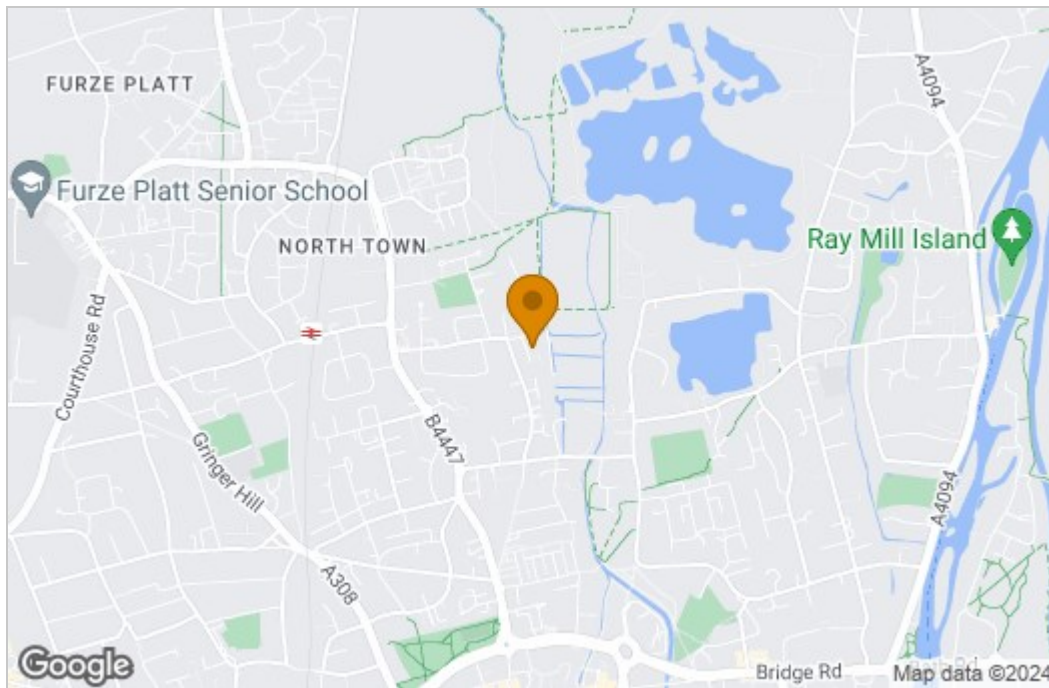 FURZE PLATT
A4094
Furze Platt Senior School
NORTH TOWN
Ray Mill Island
Courthouse Rd
Gringer Hill
B4447
A4094
A308
Google
Bridge Rd
Map data ©2024